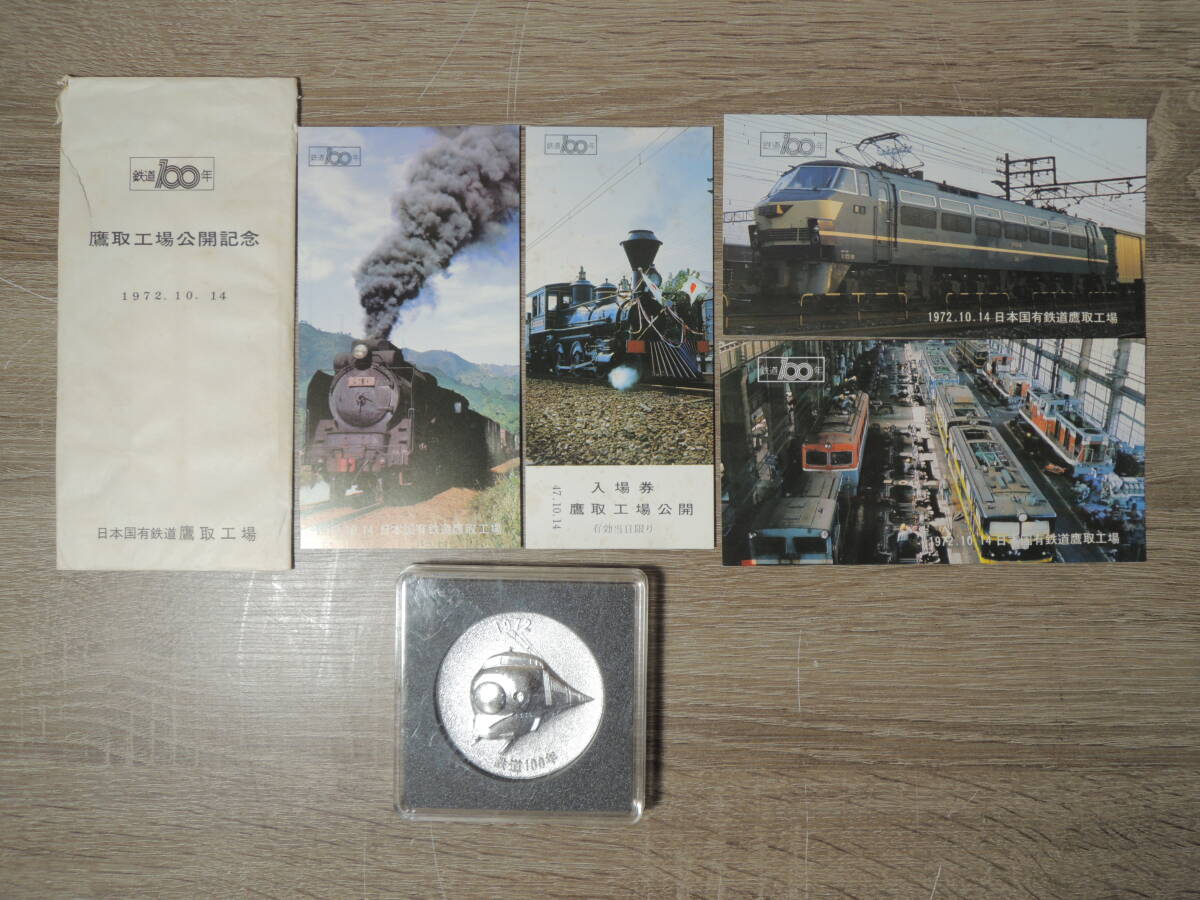 鉄道100年
鷹取工場公開記念
1972.10.14
日本国有鉄道 鷹取工場
鉄道100年
1972.10.14 日本国有鉄道鷹取工場
鉄道100年
入場券
鷹取工場公開
有効当日限り
47.10.14
鉄道100年
1972.10.14 日本国有鉄道鷹取工場
鉄道100年
1972.10.14 日本国有鉄道鷹取工場
1972
鉄道100年